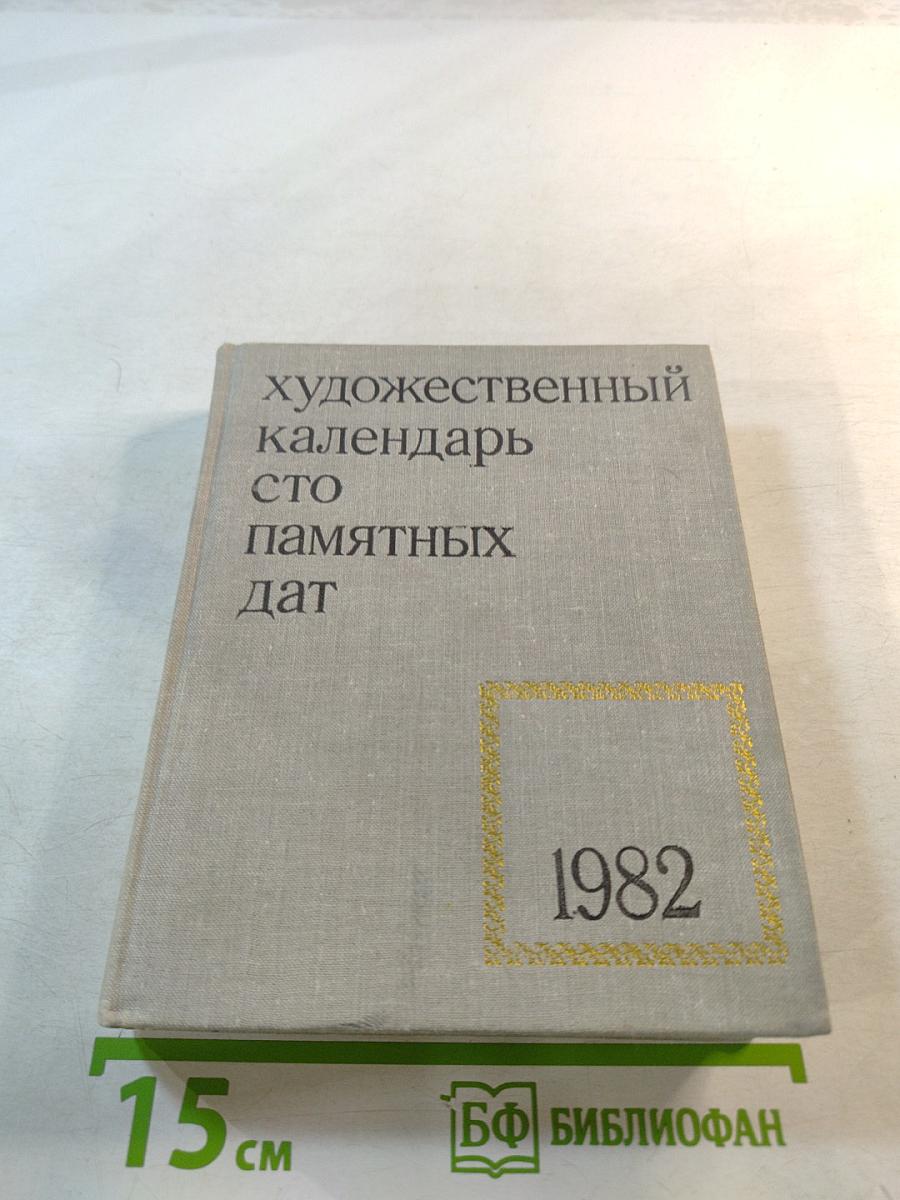 художественный
календарь
сто
памятных
дат
1982
15 см
БФ БИБЛИОФАН